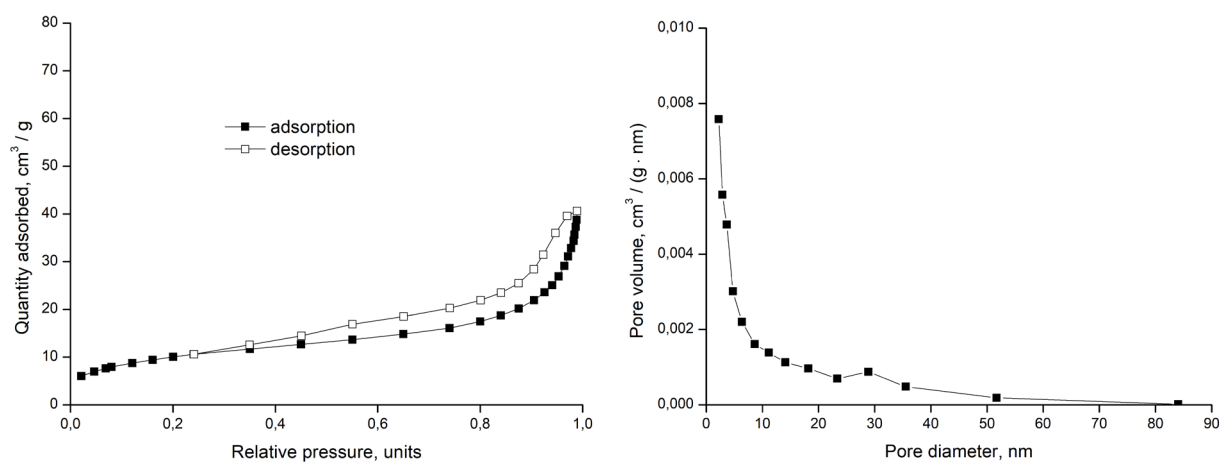 80
70
60
50
40
30
20
10
0
Quantity adsorbed, cm³ / g
adsorption
desorption
0,0 0,2 0,4 0,6 0,8 1,0
Relative pressure, units
0,010
0,008
0,006
0,004
0,002
0,000
Pore volume, cm³ / (g · nm)
0 10 20 30 40 50 60 70 80 90
Pore diameter, nm